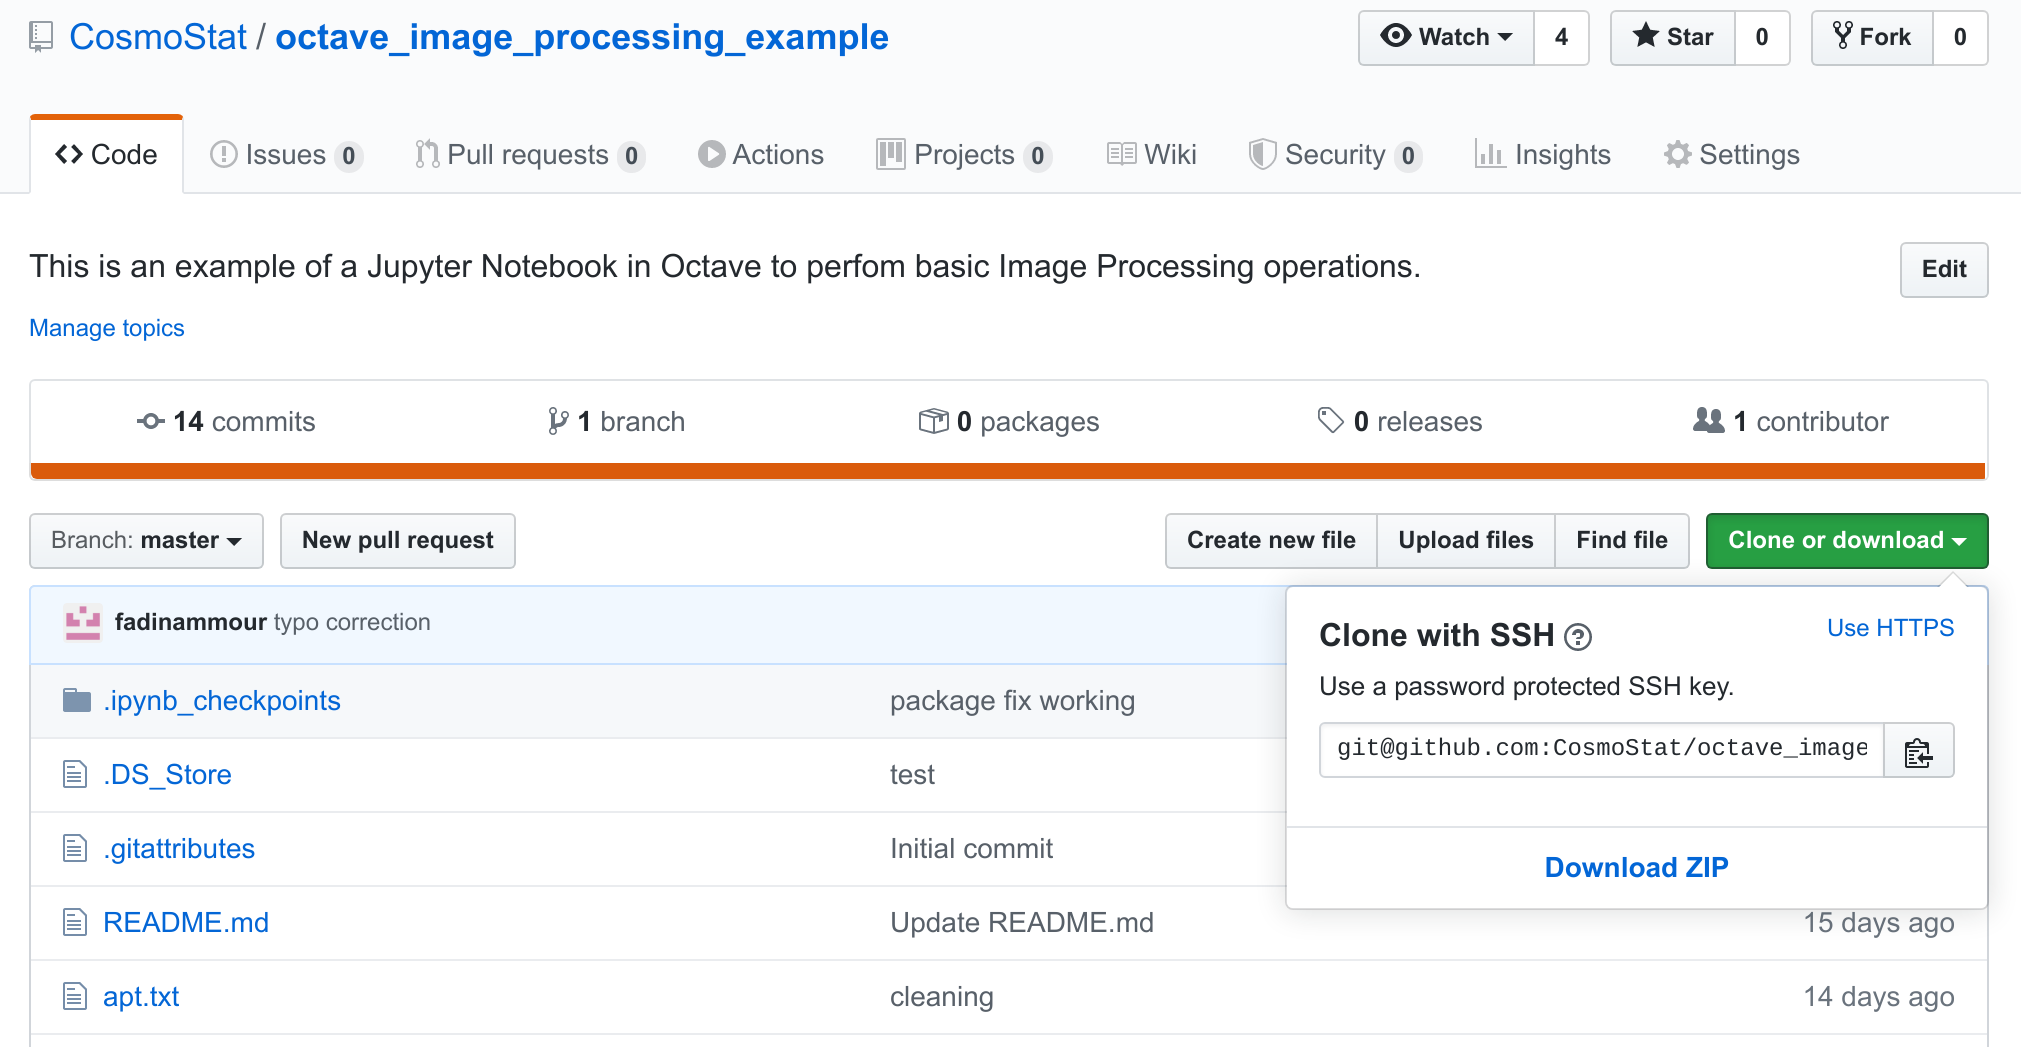 CosmoStat / octave_image_processing_example
Watch 4 Star 0 Fork 0
Code Issues 0 Pull requests 0 Actions Projects 0 Wiki Security 0 Insights Settings
This is an example of a Jupyter Notebook in Octave to perfom basic Image Processing operations.
Edit
Manage topics
14 commits 1 branch 0 packages 0 releases 1 contributor
Branch: master New pull request Create new file Upload files Find file Clone or download
fadinammour typo correction
Clone with SSH ? Use HTTPS
Use a password protected SSH key.
git@github.com:CosmoStat/octave_image
Download ZIP
.ipynb_checkpoints package fix working
.DS_Store test
.gitattributes Initial commit
README.md Update README.md 15 days ago
apt.txt cleaning 14 days ago